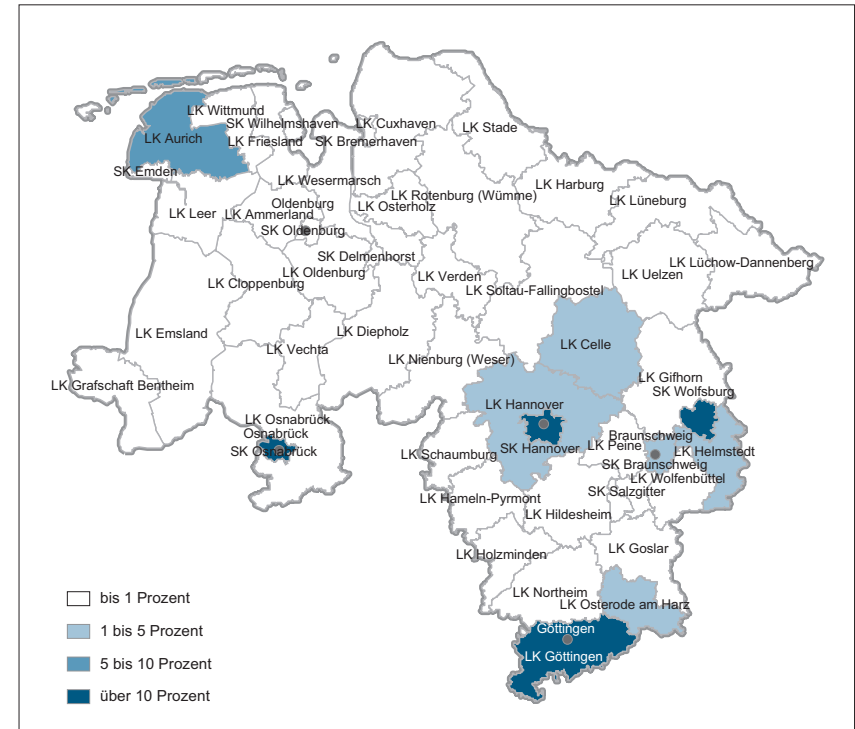 LK Wittmund
SK Wilhelmshaven
LK Cuxhaven
LK Stade
LK Aurich
LK Friesland
SK Bremerhaven
SK Emden
LK Wesermarsch
LK Rotenburg (Wümme)
LK Harburg
LK Lüneburg
Oldenburg
LK Osterholz
LK Leer
LK Ammerland
SK Oldenburg
SK Delmenhorst
LK Oldenburg
LK Verden
LK Uelzen
LK Lüchow-Dannenberg
LK Cloppenburg
LK Soltau-Fallingbostel
LK Emsland
LK Diepholz
LK Vechta
LK Nienburg (Weser)
LK Celle
LK Grafschaft Bentheim
LK Gifhorn
SK Wolfsburg
LK Hannover
LK Osnabrück
Osnabrück
SK Osnabrück
LK Schaumburg
SK Hannover
LK Peine
Braunschweig
LK Helmstedt
SK Braunschweig
LK Wolfenbüttel
LK Hameln-Pyrmont
SK Salzgitter
LK Hildesheim
LK Holzminden
LK Goslar
LK Northeim
LK Osterode am Harz
Göttingen
LK Göttingen
bis 1 Prozent
1 bis 5 Prozent
5 bis 10 Prozent
über 10 Prozent